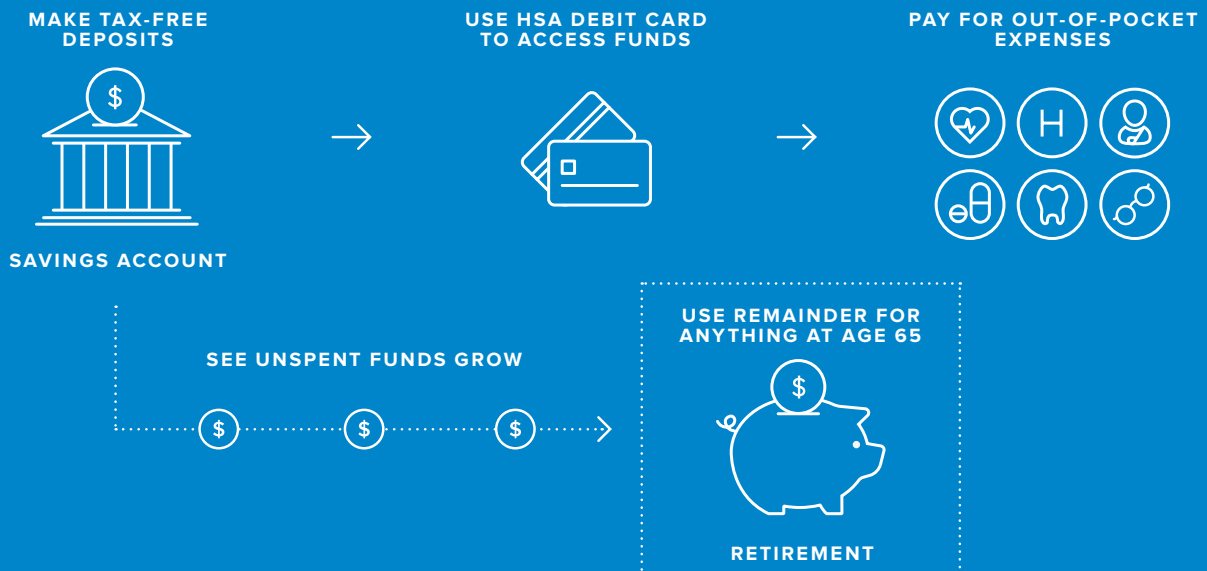 MAKE TAX-FREE
DEPOSITS
$
SAVINGS ACCOUNT
USE HSA DEBIT CARD
TO ACCESS FUNDS
PAY FOR OUT-OF-POCKET
EXPENSES
H
SEE UNSPENT FUNDS GROW
$
$
$
USE REMAINDER FOR
ANYTHING AT AGE 65
$
RETIREMENT